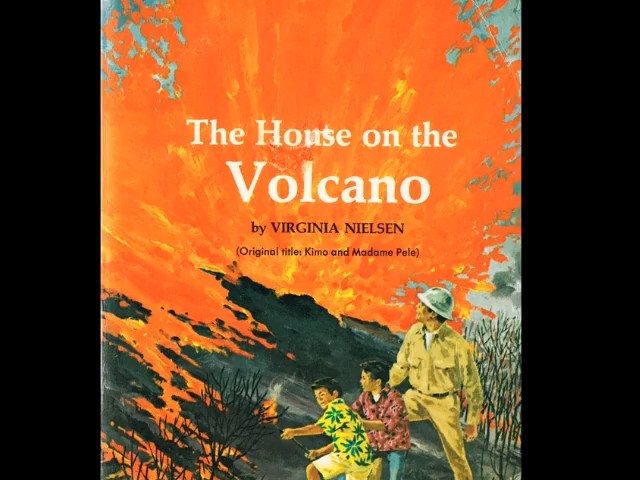 The House on the
Volcano
by VIRGINIA NIELSEN
(Original title: Kimo and Madame Pele)